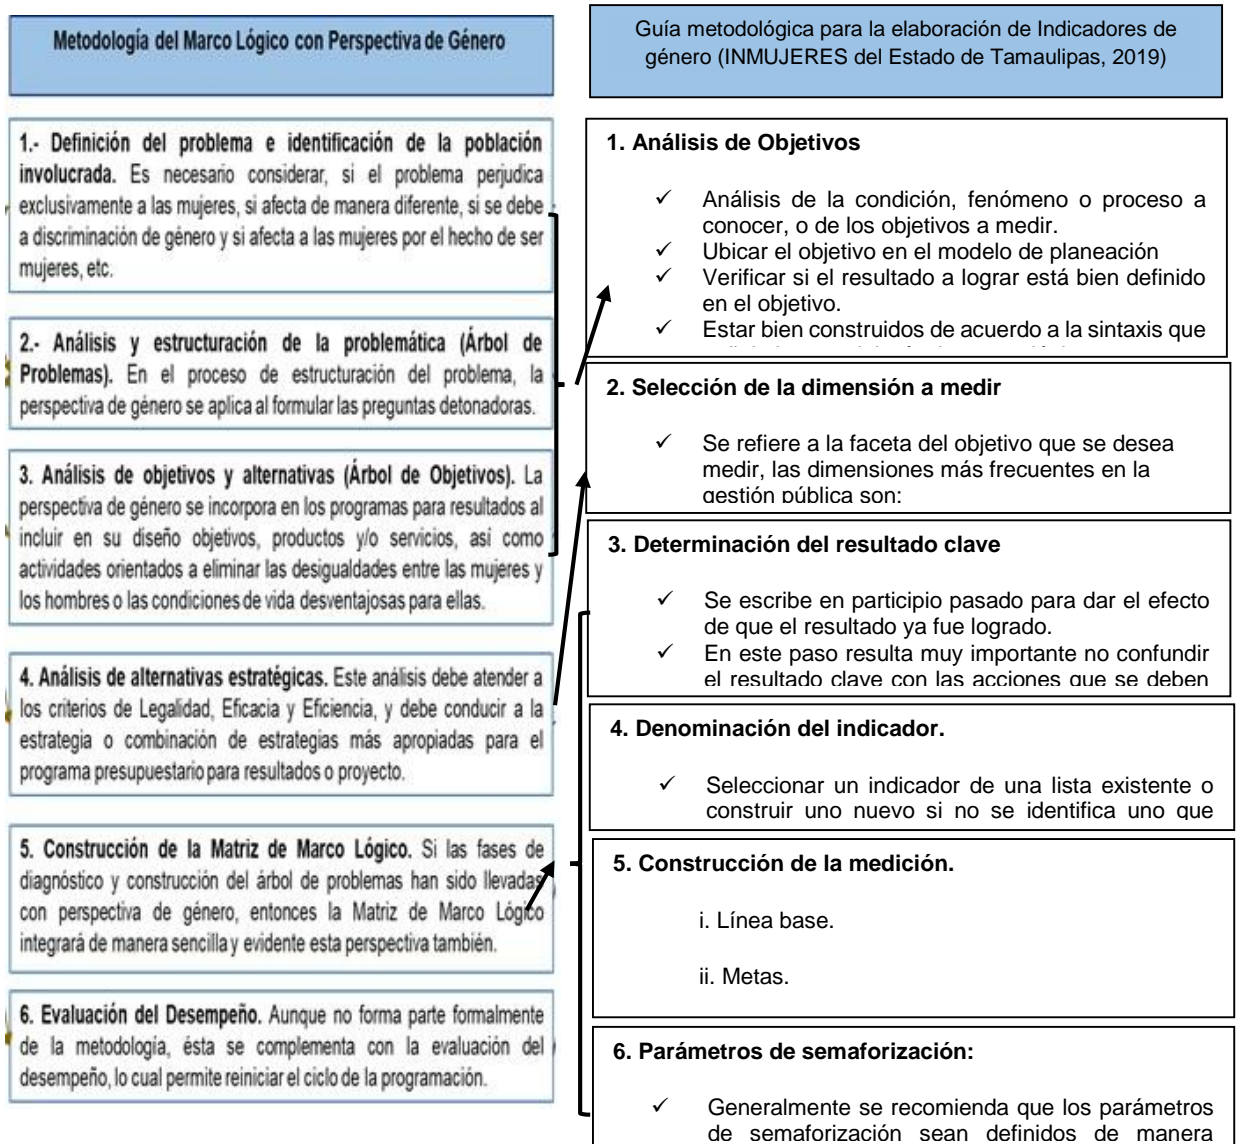 Metodología del Marco Lógico con Perspectiva de Género
1.- Definición del problema e identificación de la población
involucrada. Es necesario considerar, si el problema perjudica
exclusivamente a las mujeres, si afecta de manera diferente, si se debe
a discriminación de género y si afecta a las mujeres por el hecho de ser
mujeres, etc.
2.- Análisis y estructuración de la problemática (Árbol de
Problemas). En el proceso de estructuración del problema, la
perspectiva de género se aplica al formular las preguntas detonadoras.
3. Análisis de objetivos y alternativas (Árbol de Objetivos). La
perspectiva de género se incorpora en los programas para resultados al
incluir en su diseño objetivos, productos y/o servicios, así como
actividades orientados a eliminar las desigualdades entre las mujeres y
los hombres o las condiciones de vida desventajosas para ellas.
4. Análisis de alternativas estratégicas. Este análisis debe atender a
los criterios de Legalidad, Eficacia y Eficiencia, y debe conducir a la
estrategia o combinación de estrategias más apropiadas para el
programa presupuestario para resultados o proyecto.
5. Construcción de la Matriz de Marco Lógico. Si las fases de
diagnóstico y construcción del árbol de problemas han sido llevadas
con perspectiva de género, entonces la Matriz de Marco Lógico
integrará de manera sencilla y evidente esta perspectiva también.
6. Evaluación del Desempeño. Aunque no forma parte formalmente
de la metodología, ésta se complementa con la evaluación del
desempeño, lo cual permite reiniciar el ciclo de la programación.
Guía metodológica para la elaboración de Indicadores de
género (INMUJERES del Estado de Tamaulipas, 2019)
1. Análisis de Objetivos
✓ Análisis de la condición, fenómeno o proceso a
conocer, o de los objetivos a medir.
✓ Ubicar el objetivo en el modelo de planeación
✓ Verificar si el resultado a lograr está bien definido
en el objetivo.
✓ Estar bien construidos de acuerdo a la sintaxis que
2. Selección de la dimensión a medir
✓ Se refiere a la faceta del objetivo que se desea
medir, las dimensiones más frecuentes en la
gestión pública son:
3. Determinación del resultado clave
✓ Se escribe en participio pasado para dar el efecto
de que el resultado ya fue logrado.
✓ En este paso resulta muy importante no confundir
el resultado clave con las acciones que se deben
4. Denominación del indicador.
✓ Seleccionar un indicador de una lista existente o
construir uno nuevo si no se identifica uno que
5. Construcción de la medición.
i. Línea base.
ii. Metas.
6. Parámetros de semaforización:
✓ Generalmente se recomienda que los parámetros
de semaforización sean definidos de manera